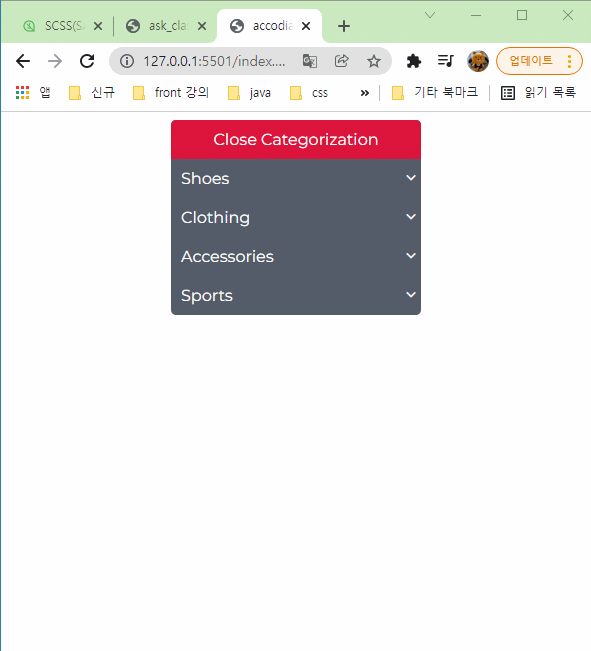 SCSS(S
ask_cla
accodia
127.0.0.1:5501/index....
업데이트
앱 신규 front 강의 java css » 기타 북마크 읽기 목록
Close Categorization
Shoes
Clothing
Accessories
Sports